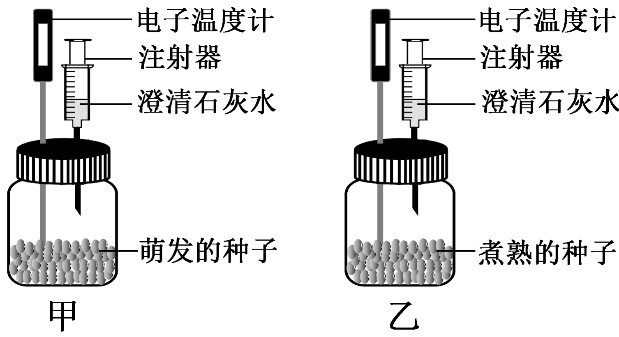 电子温度计
注射器
澄清石灰水
萌发的种子
甲
电子温度计
注射器
澄清石灰水
煮熟的种子
乙